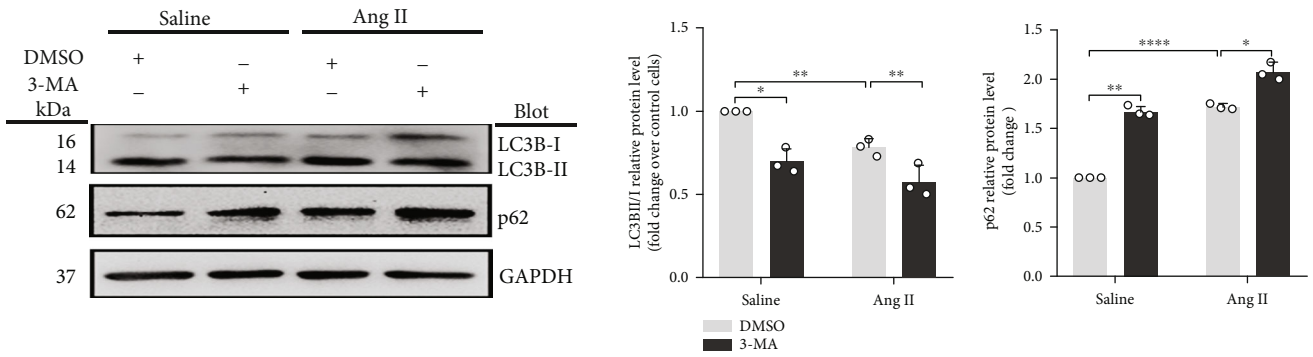 Saline Ang II
DMSO + – + –
3-MA – + – +
kDa Blot
16 LC3B-I
14 LC3B-II
62 p62
37 GAPDH
LC3BII/I relative protein level
(fold change over control cells)
1.5
1.0
0.5
0.0
** 
* **
Saline Ang II
DMSO
3-MA
p62 relative protein level
(fold change )
1.5
2.0
1.5
1.0
0.5
0.0
**** *
**
Saline Ang II